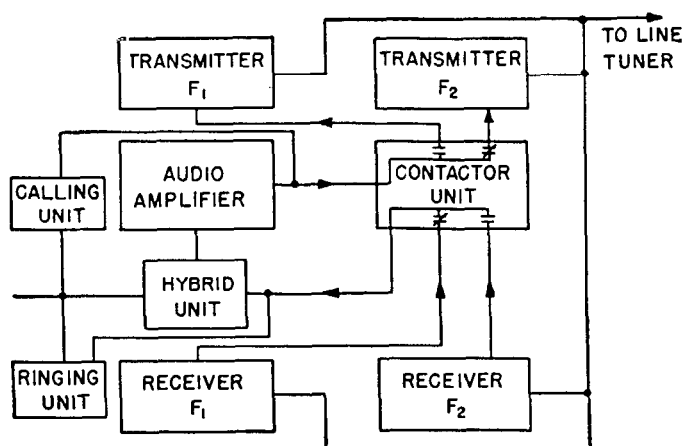 TO LINE
TUNER
TRANSMITTER
F₁
TRANSMITTER
F₂
CALLING
UNIT
AUDIO
AMPLIFIER
CONTACTOR
UNIT
HYBRID
UNIT
RINGING
UNIT
RECEIVER
F₁
RECEIVER
F₂